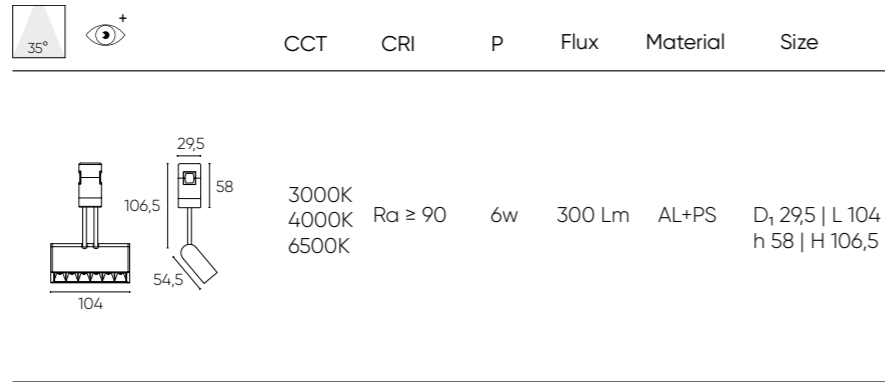 35°
+
CCT CRI P Flux Material Size
29,5
58
106,5
54,5
104
3000K
4000K
6500K
Ra ≥ 90
6w
300 Lm
AL+PS
D₁ 29,5 | L 104
h 58 | H 106,5